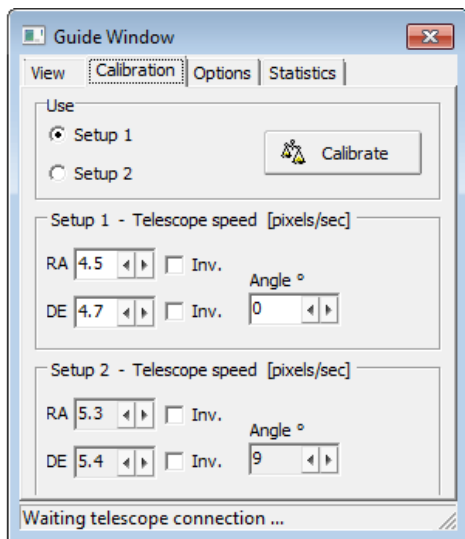 Guide Window
View Calibration Options Statistics
Use
Setup 1
Calibrate
Setup 2
Setup 1 - Telescope speed [pixels/sec]
RA 4.5 Inv.
Angle °
DE 4.7 Inv. 0
Setup 2 - Telescope speed [pixels/sec]
RA 5.3 Inv.
Angle °
DE 5.4 Inv. 9
Waiting telescope connection ...